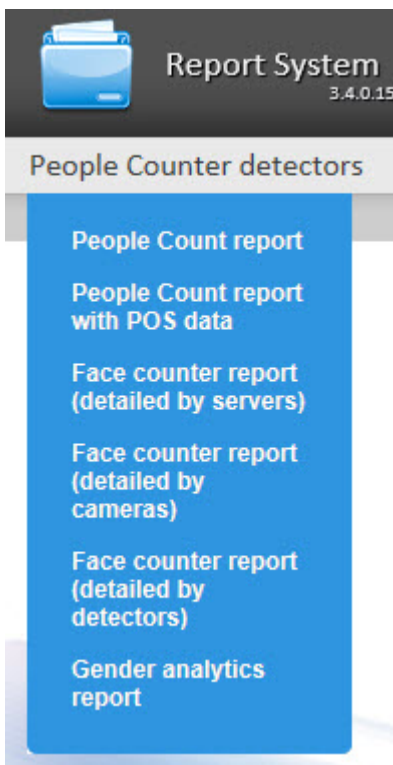 Report System
3.4.0.15
People Counter detectors
People Count report
People Count report
with POS data
Face counter report
(detailed by servers)
Face counter report
(detailed by
cameras)
Face counter report
(detailed by
detectors)
Gender analytics
report